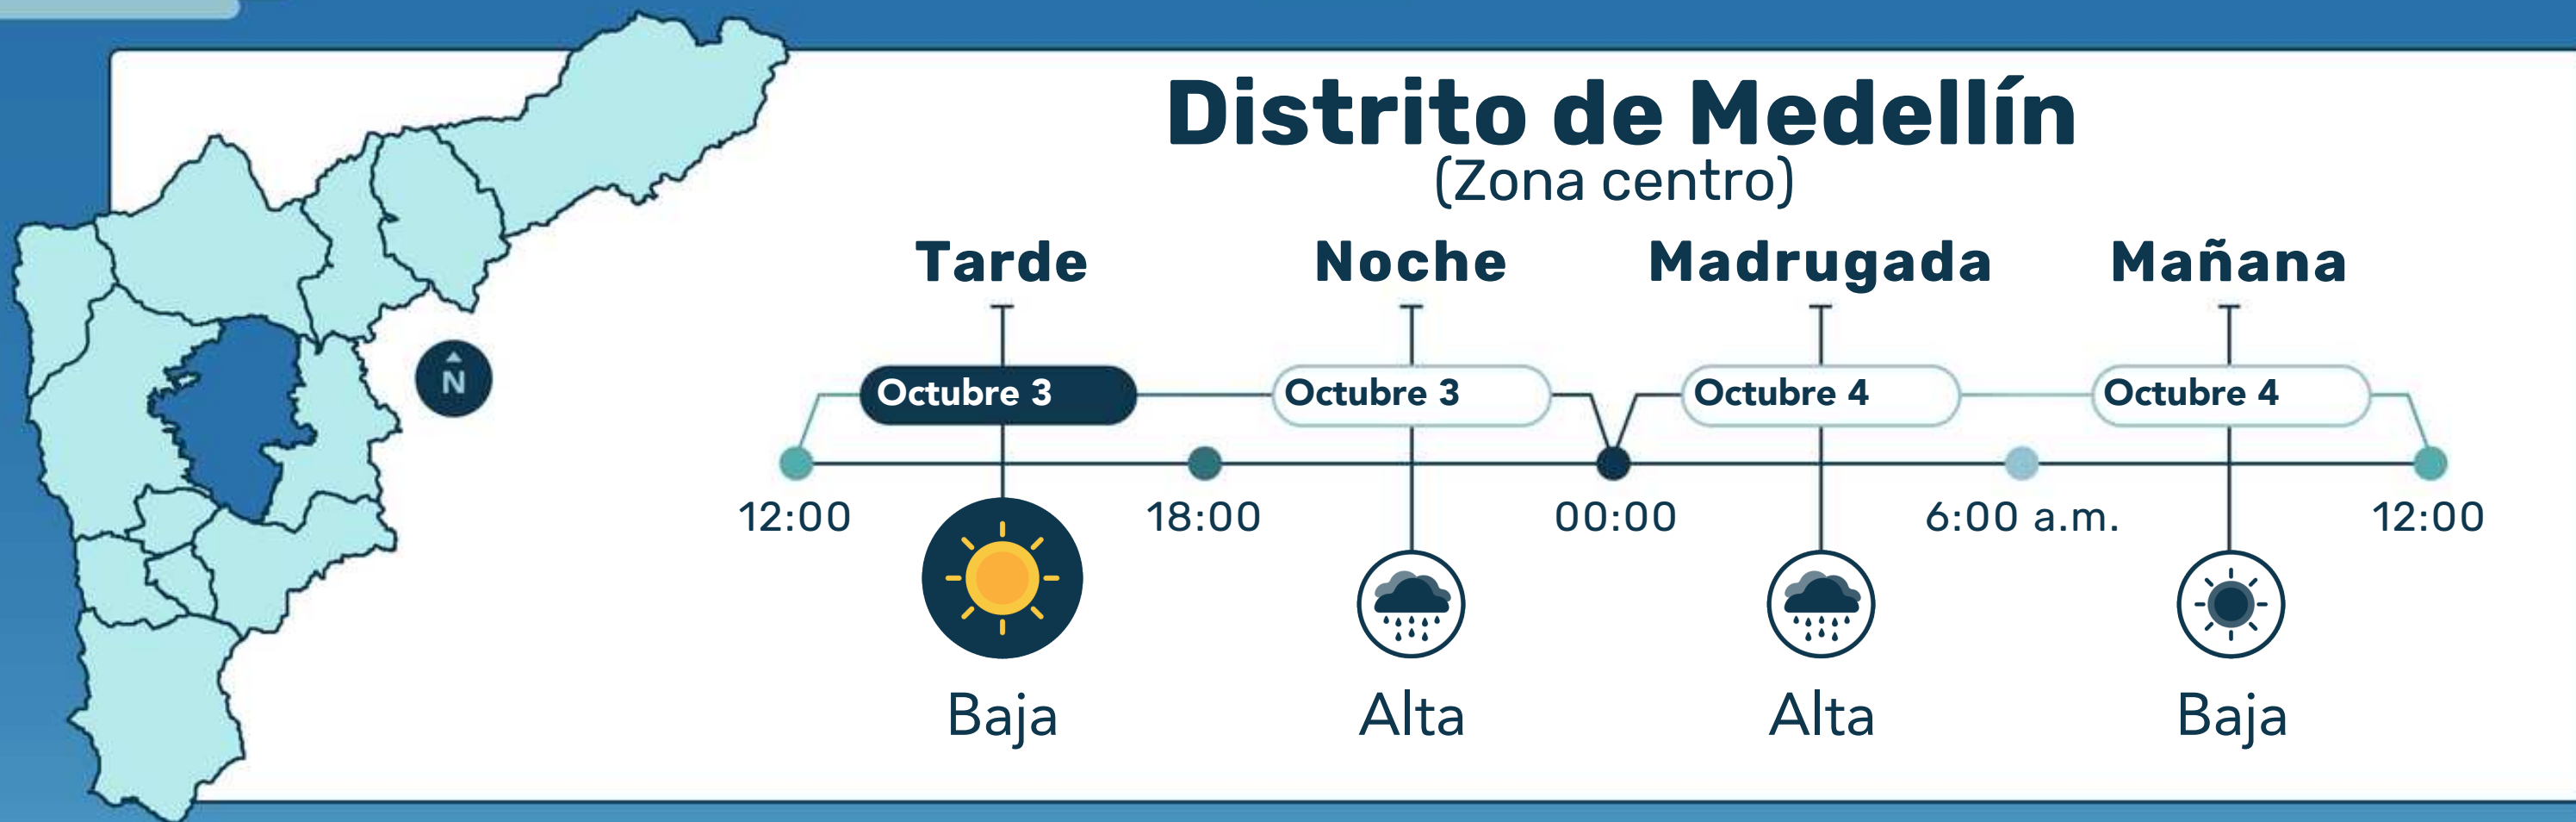 Distrito de Medellín
(Zona centro)
Tarde Noche Madrugada Mañana
N
Octubre 3 Octubre 3 Octubre 4 Octubre 4
12:00 18:00 00:00 6:00 a.m. 12:00
Baja Alta Alta Baja